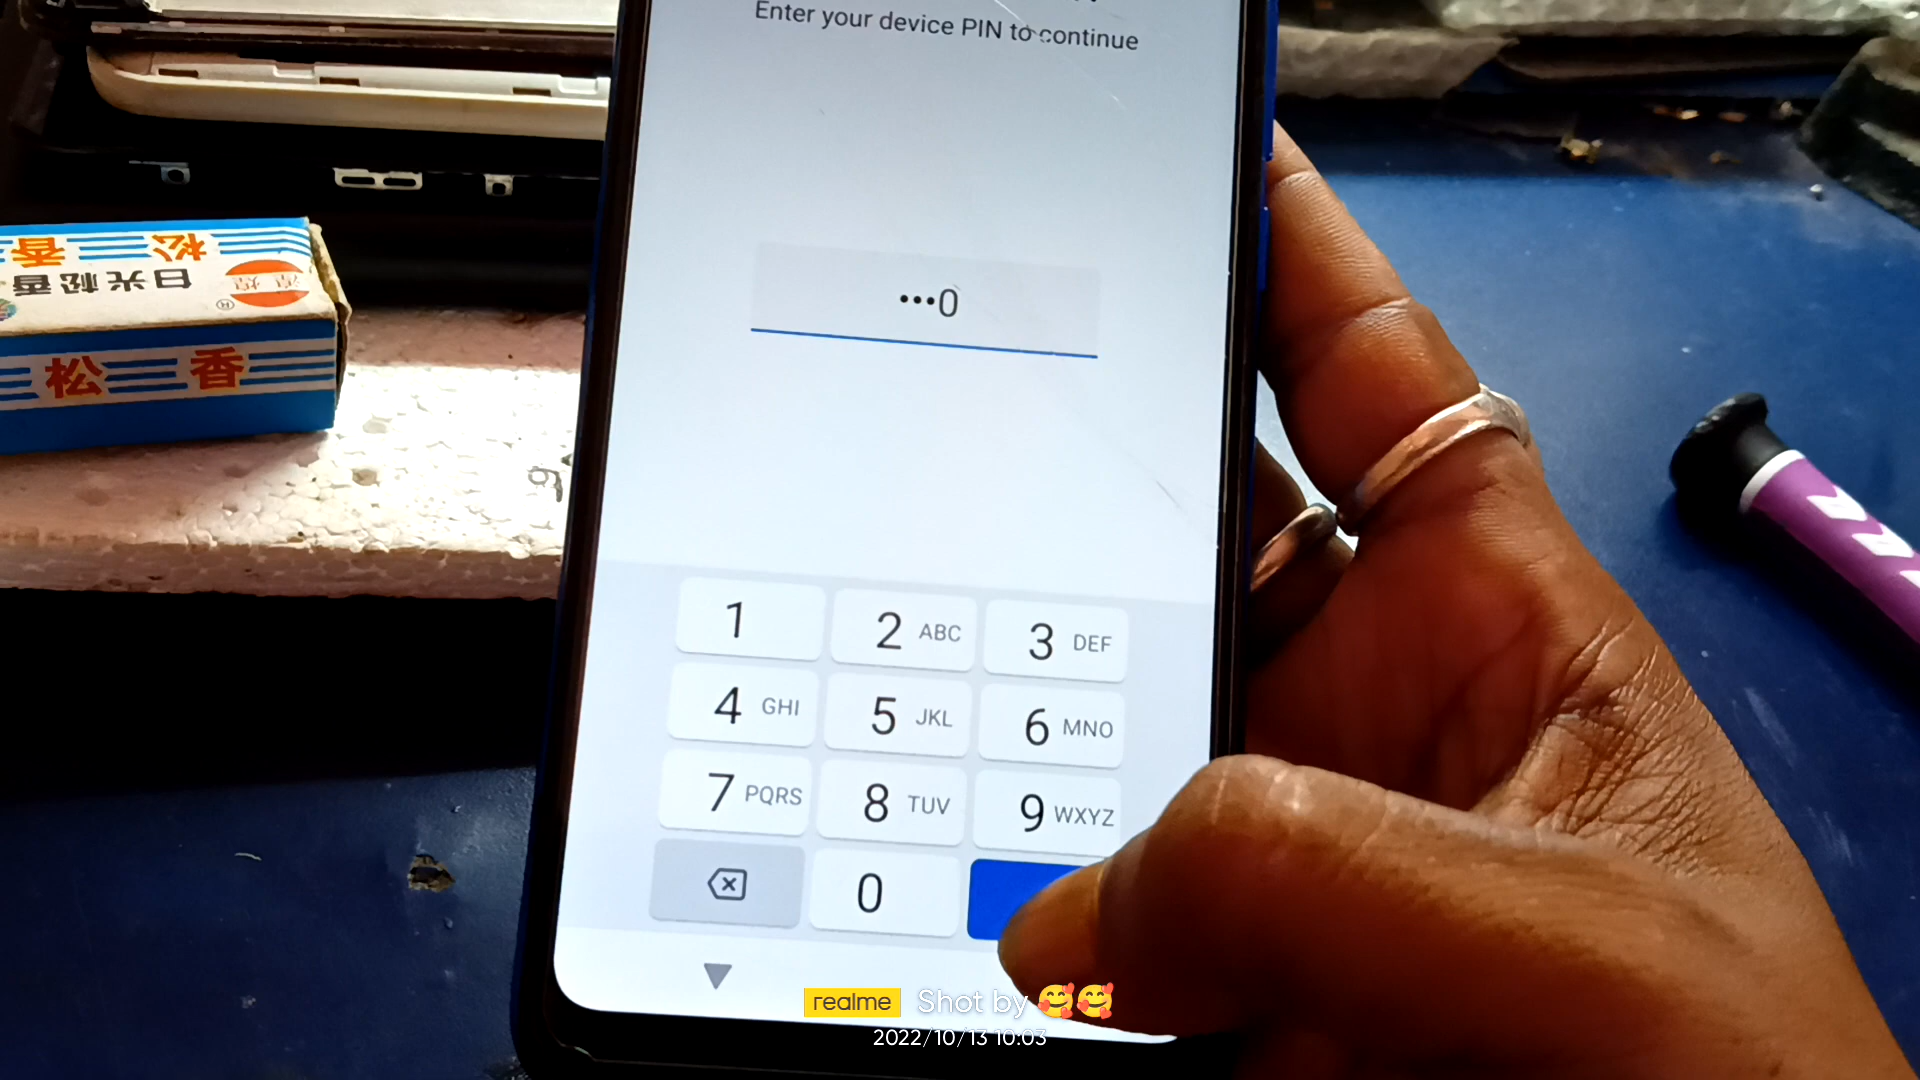 Enter your device PIN to continue
•••0
松 香
日光松香
®
松 香
1
2 ABC
3 DEF
4 GHI
5 JKL
6 MNO
7 PQRS
8 TUV
9 WXYZ
0
realme Shot by 🥰🥰
2022/10/13 10:03